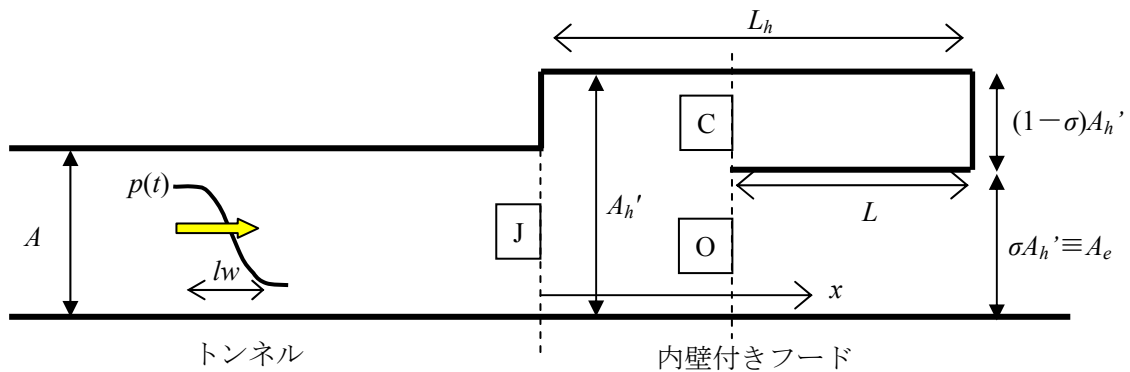 L_h
C
(1−σ)A_h’
p(t)
A_h′
A
J
L
O
σA_h’≡A_e
lw
x
トンネル
内壁付きフード